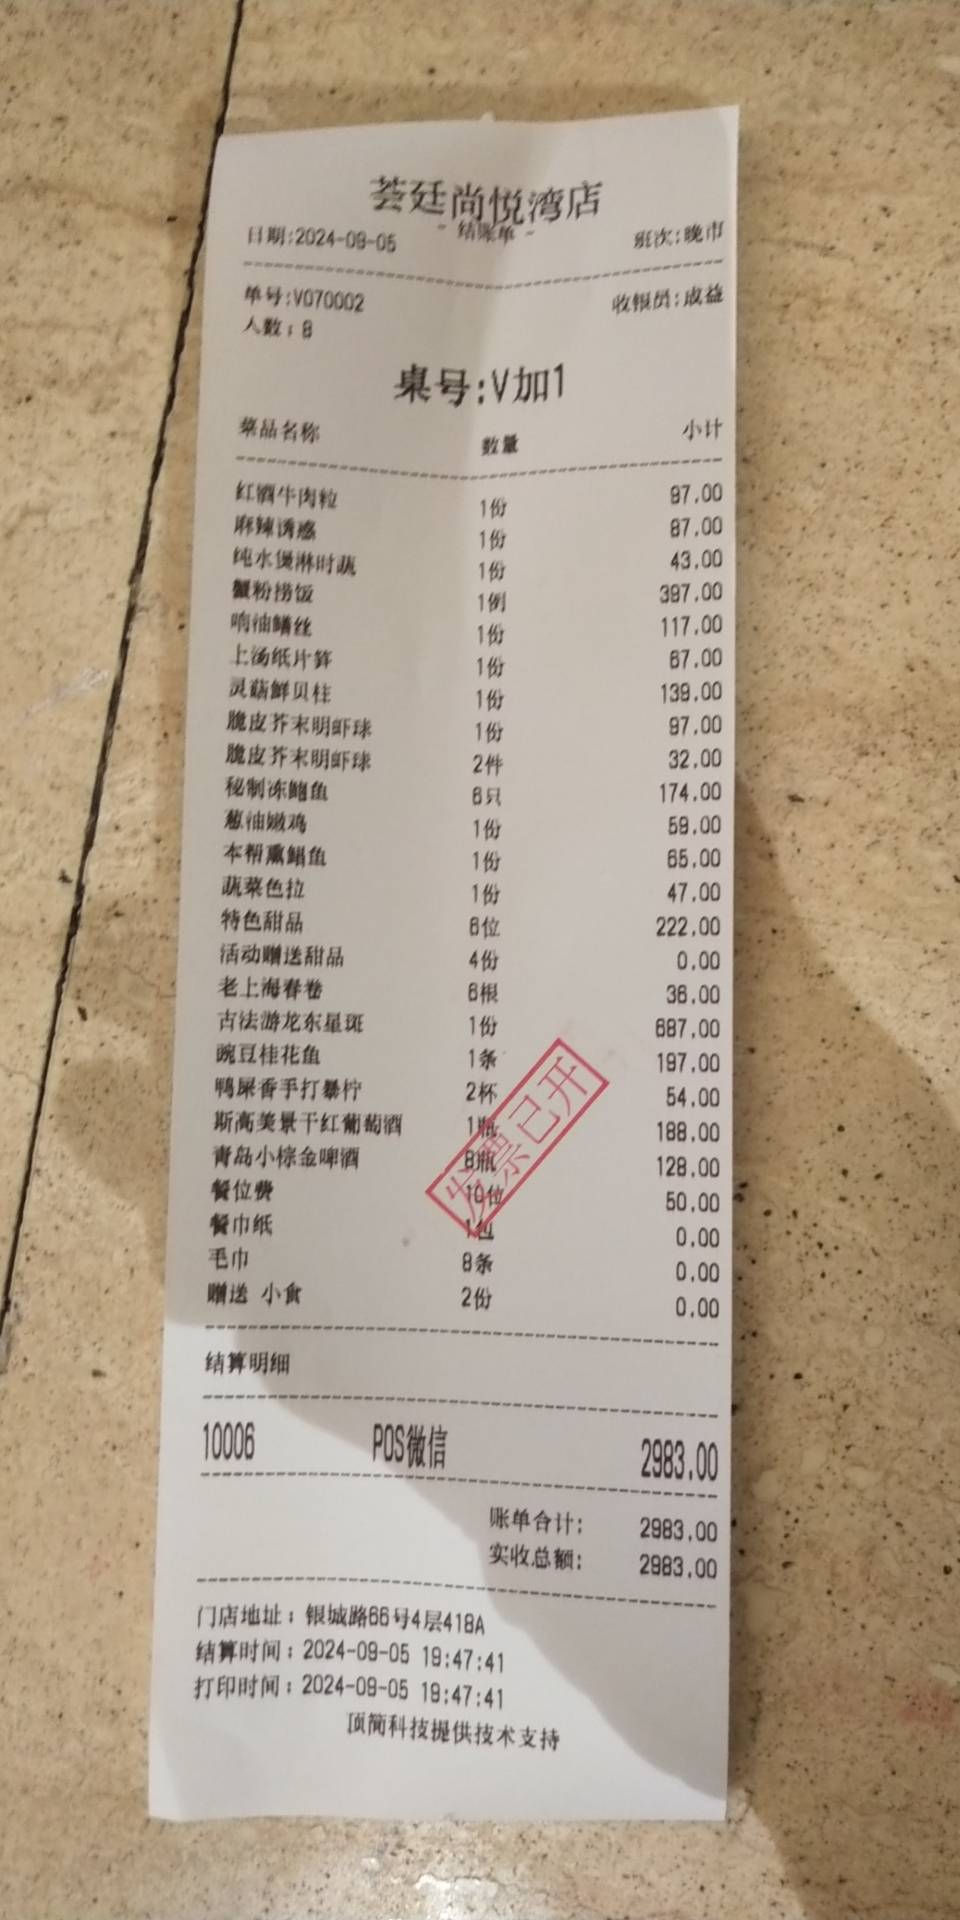 荟廷尚悦湾店
- 结账单 -
日期:2024-09-05 班次:晚市
单号:V070002 收银员:成益
人数:8
桌号:V加1
菜品名称 数量 小计
红酒牛肉粒 1份 97.00
麻辣诱惑 1份 87.00
纯水煲淋时蔬 1份 43.00
蟹粉捞饭 1例 397.00
响油鳝丝 1份 117.00
上汤纸片笋 1份 67.00
灵菇鲜贝柱 1份 139.00
脆皮芥末明虾球 1份 97.00
脆皮芥末明虾球 2件 32.00
秘制冻鲍鱼 6只 174.00
葱油嫩鸡 1份 59.00
本帮熏鲳鱼 1份 65.00
蔬菜色拉 1份 47.00
特色甜品 6位 222.00
活动赠送甜品 4份 0.00
老上海春卷 6根 36.00
古法游龙东星斑 1份 687.00
豌豆桂花鱼 1条 197.00
鸭屎香手打暴柠 2杯 54.00
斯高美景干红葡萄酒 1瓶 188.00
青岛小棕金啤酒 8瓶 128.00
餐位费 10位 50.00
餐巾纸 1包 0.00
毛巾 8条 0.00
赠送 小食 2份 0.00
发票已开
结算明细
10006 POS微信 2983.00
账单合计: 2983.00
实收总额: 2983.00
门店地址: 银城路66号4层418A
结算时间: 2024-09-05 19:47:41
打印时间: 2024-09-05 19:47:41
顶简科技提供技术支持